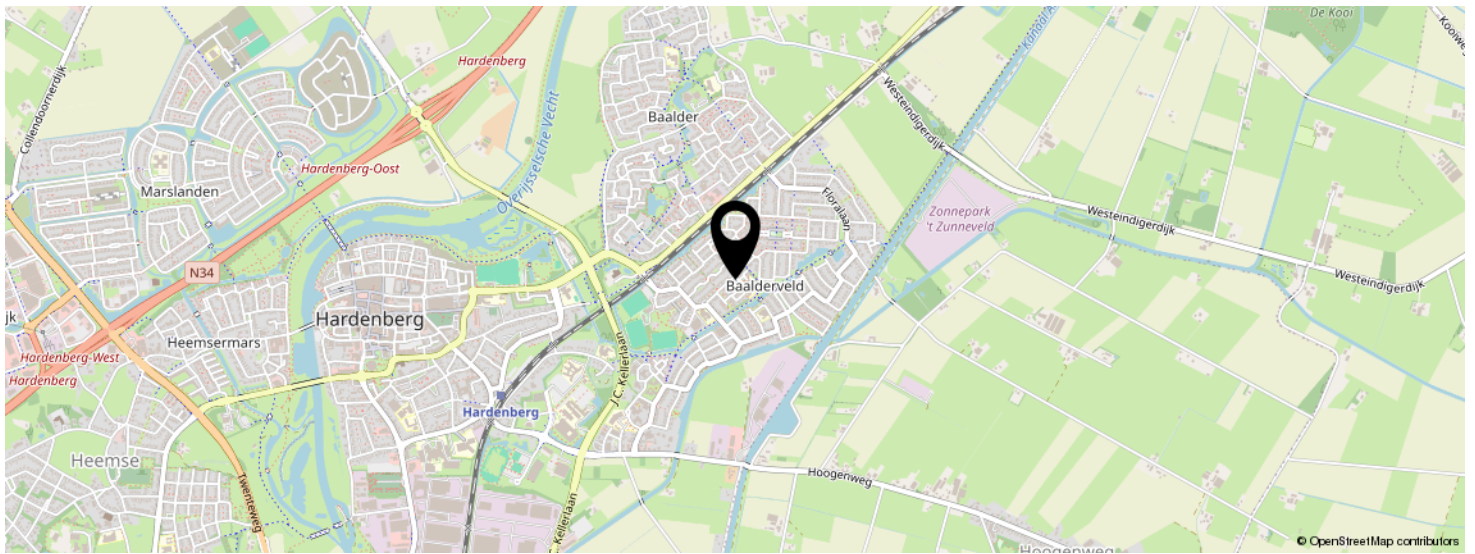 De Kooi
Kooiweg
Kanaal A
Collendoornerdijk
Hardenberg
Overijsselsche Vecht
Baalder
Westeindigerdijk
Hardenberg-Oost
Marslanden
Floralaan
Zonnepark
't Zunneveld
Westeindigerdijk
N34
Westeindigerdijk
Baalderveld
Hardenberg
Heemsermars
Hardenberg-West
Hardenberg
J.C. Kellerlaan
Hardenberg
Heemse
Hoogenweg
Twenteweg
Kellerlaan
Hoogenweg
© OpenStreetMap contributors